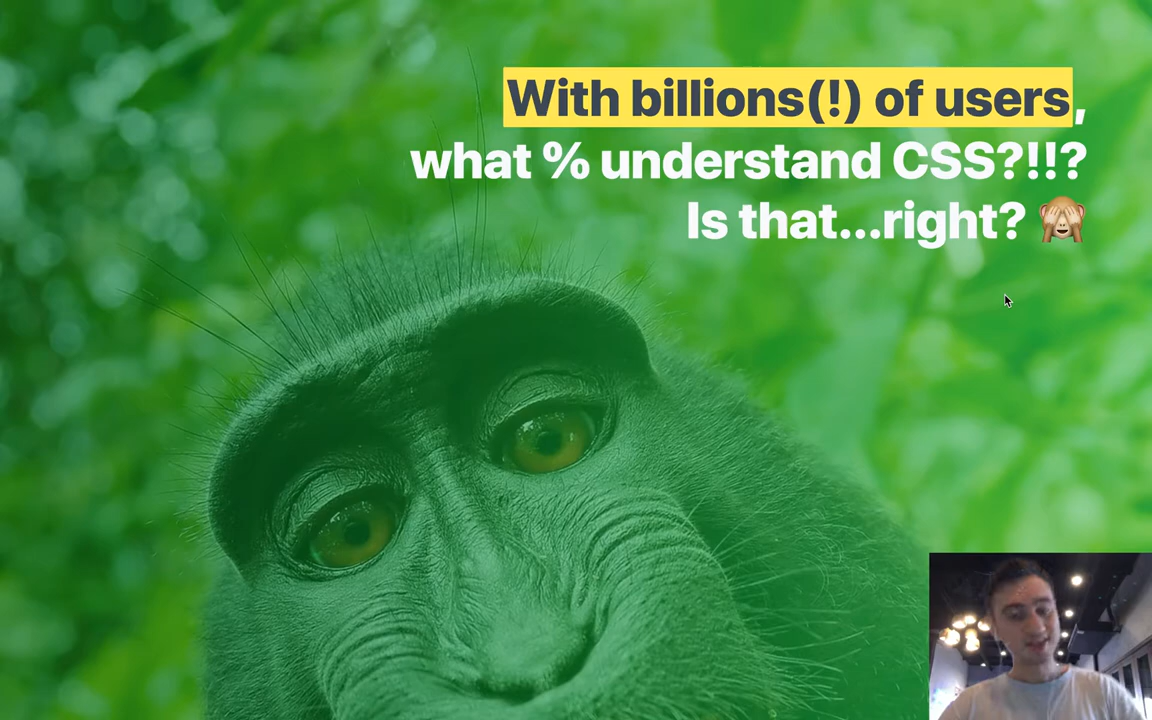 With billions(!) of users,
what % understand CSS?!!?
Is that...right? 🙈